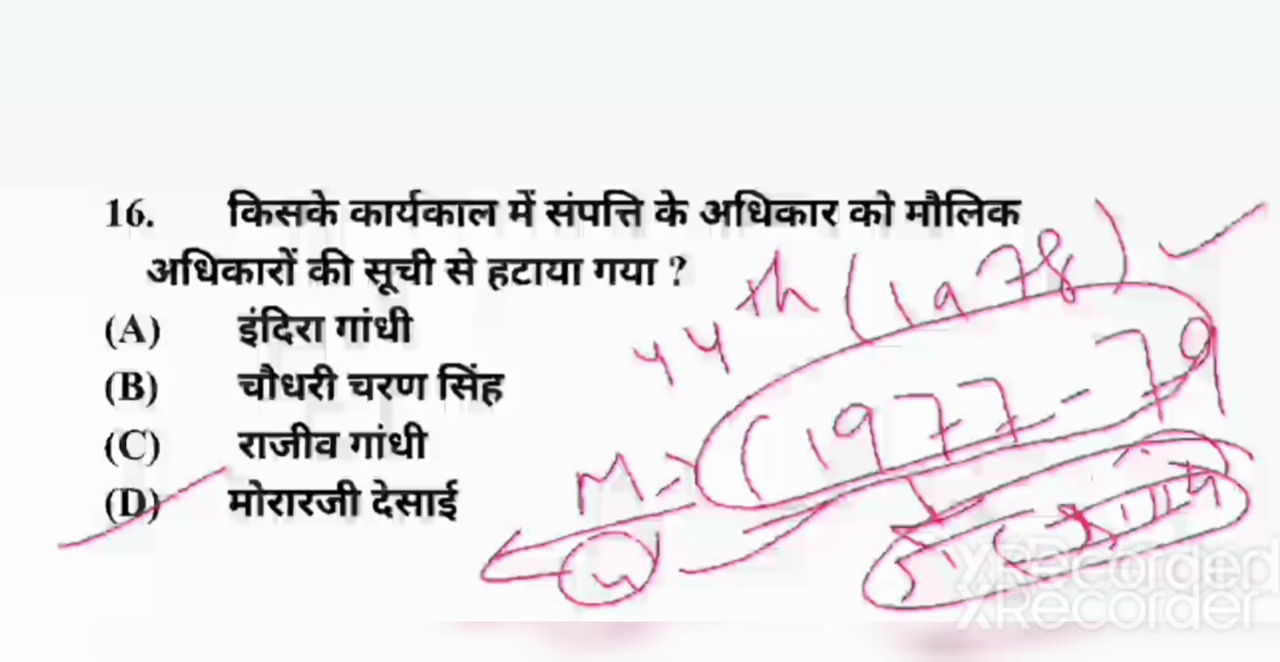 16. किसके कार्यकाल में संपत्ति के अधिकार को मौलिक
अधिकारों की सूची से हटाया गया ?
(A) इंदिरा गांधी
(B) चौधरी चरण सिंह
(C) राजीव गांधी
(D) मोरारजी देसाई
44th (1978)
(1977-79
XRecorder
XRecorder